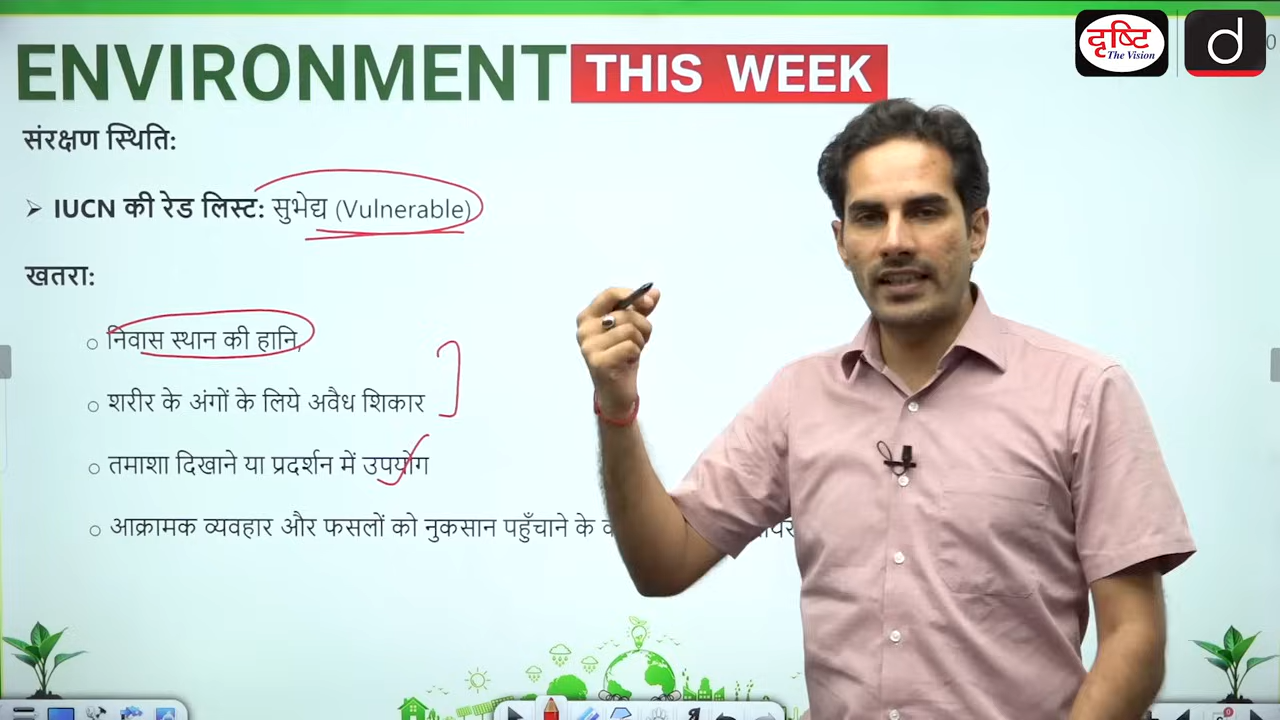 दृष्टि
The Vision
d
ENVIRONMENT THIS WEEK
संरक्षण स्थिति:
➢ IUCN की रेड लिस्ट: सुभेद्य (Vulnerable)
खतरा:
○ निवास स्थान की हानि,
○ शरीर के अंगों के लिये अवैध शिकार
○ तमाशा दिखाने या प्रदर्शन में उपयोग
○ आक्रामक व्यवहार और फसलों को नुकसान पहुँचाने के